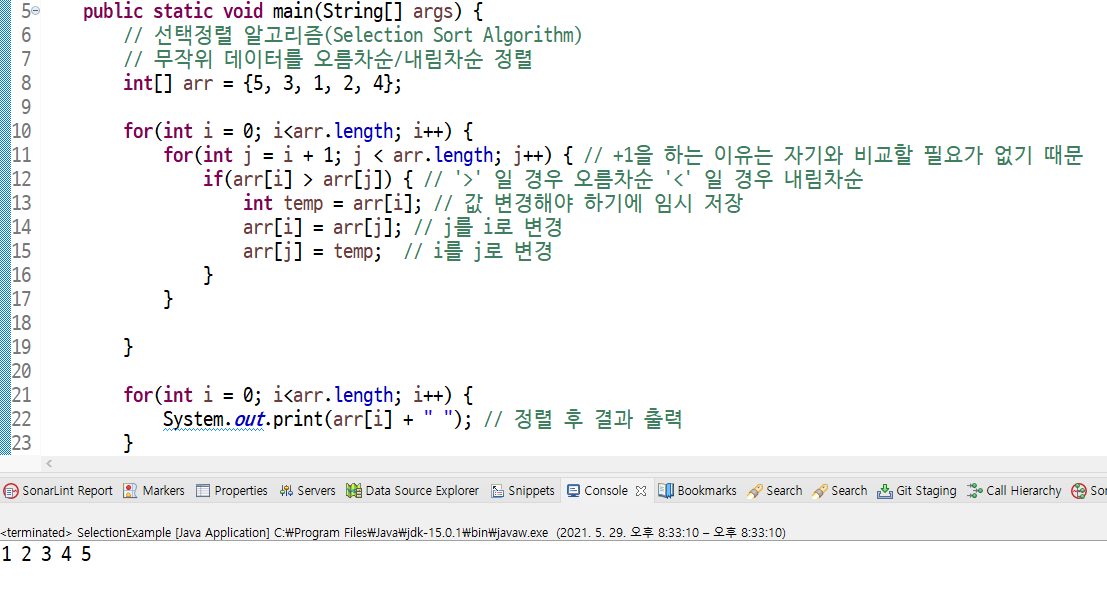 5 public static void main(String[] args) {
6 // 선택정렬 알고리즘(Selection Sort Algorithm)
7 // 무작위 데이터를 오름차순/내림차순 정렬
8 int[] arr = {5, 3, 1, 2, 4};
9
10 for(int i = 0; i<arr.length; i++) {
11 for(int j = i + 1; j < arr.length; j++) { // +1을 하는 이유는 자기와 비교할 필요가 없기 때문
12 if(arr[i] > arr[j]) { // '>' 일 경우 오름차순 '<' 일 경우 내림차순
13 int temp = arr[i]; // 값 변경해야 하기에 임시 저장
14 arr[i] = arr[j]; // j를 i로 변경
15 arr[j] = temp;  // i를 j로 변경
16 }
17 }
18
19 }
20
21 for(int i = 0; i<arr.length; i++) {
22 System.out.print(arr[i] + " "); // 정렬 후 결과 출력
23 }
SonarLint Report Markers Properties Servers Data Source Explorer Snippets Console Bookmarks Search Search Git Staging Call Hierarchy Son
<terminated> SelectionExample [Java Application] C:₩Program Files₩Java₩jdk-15.0.1₩bin₩javaw.exe (2021. 5. 29. 오후 8:33:10 – 오후 8:33:10)
1 2 3 4 5